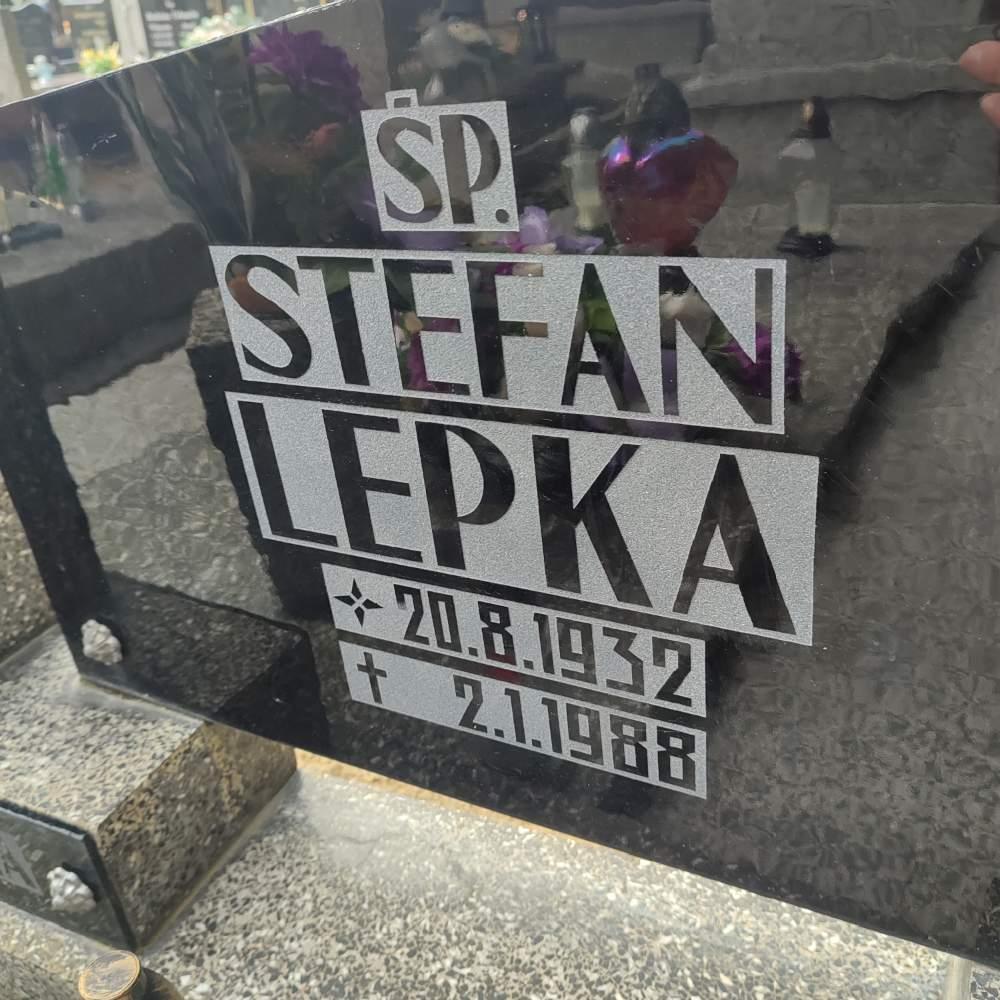 ŚP.
STEFAN
LEPKA
20.8.1932
✝ 2.1.1988